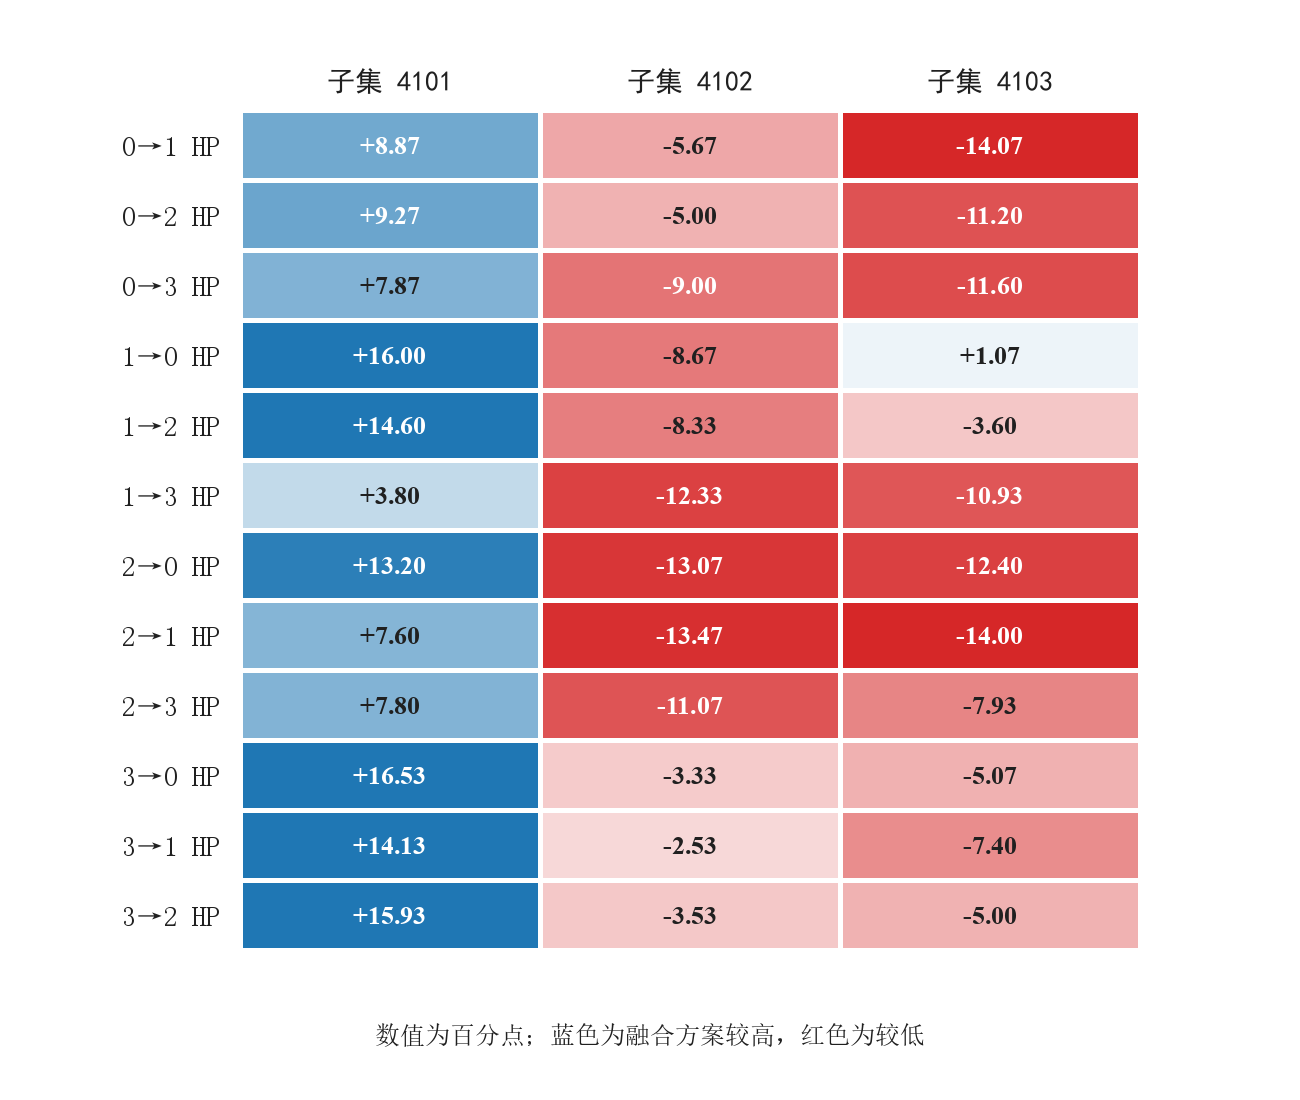 子集 4101 子集 4102 子集 4103
0→1 HP +8.87 -5.67 -14.07
0→2 HP +9.27 -5.00 -11.20
0→3 HP +7.87 -9.00 -11.60
1→0 HP +16.00 -8.67 +1.07
1→2 HP +14.60 -8.33 -3.60
1→3 HP +3.80 -12.33 -10.93
2→0 HP +13.20 -13.07 -12.40
2→1 HP +7.60 -13.47 -14.00
2→3 HP +7.80 -11.07 -7.93
3→0 HP +16.53 -3.33 -5.07
3→1 HP +14.13 -2.53 -7.40
3→2 HP +15.93 -3.53 -5.00
数值为百分点；蓝色为融合方案较高，红色为较低